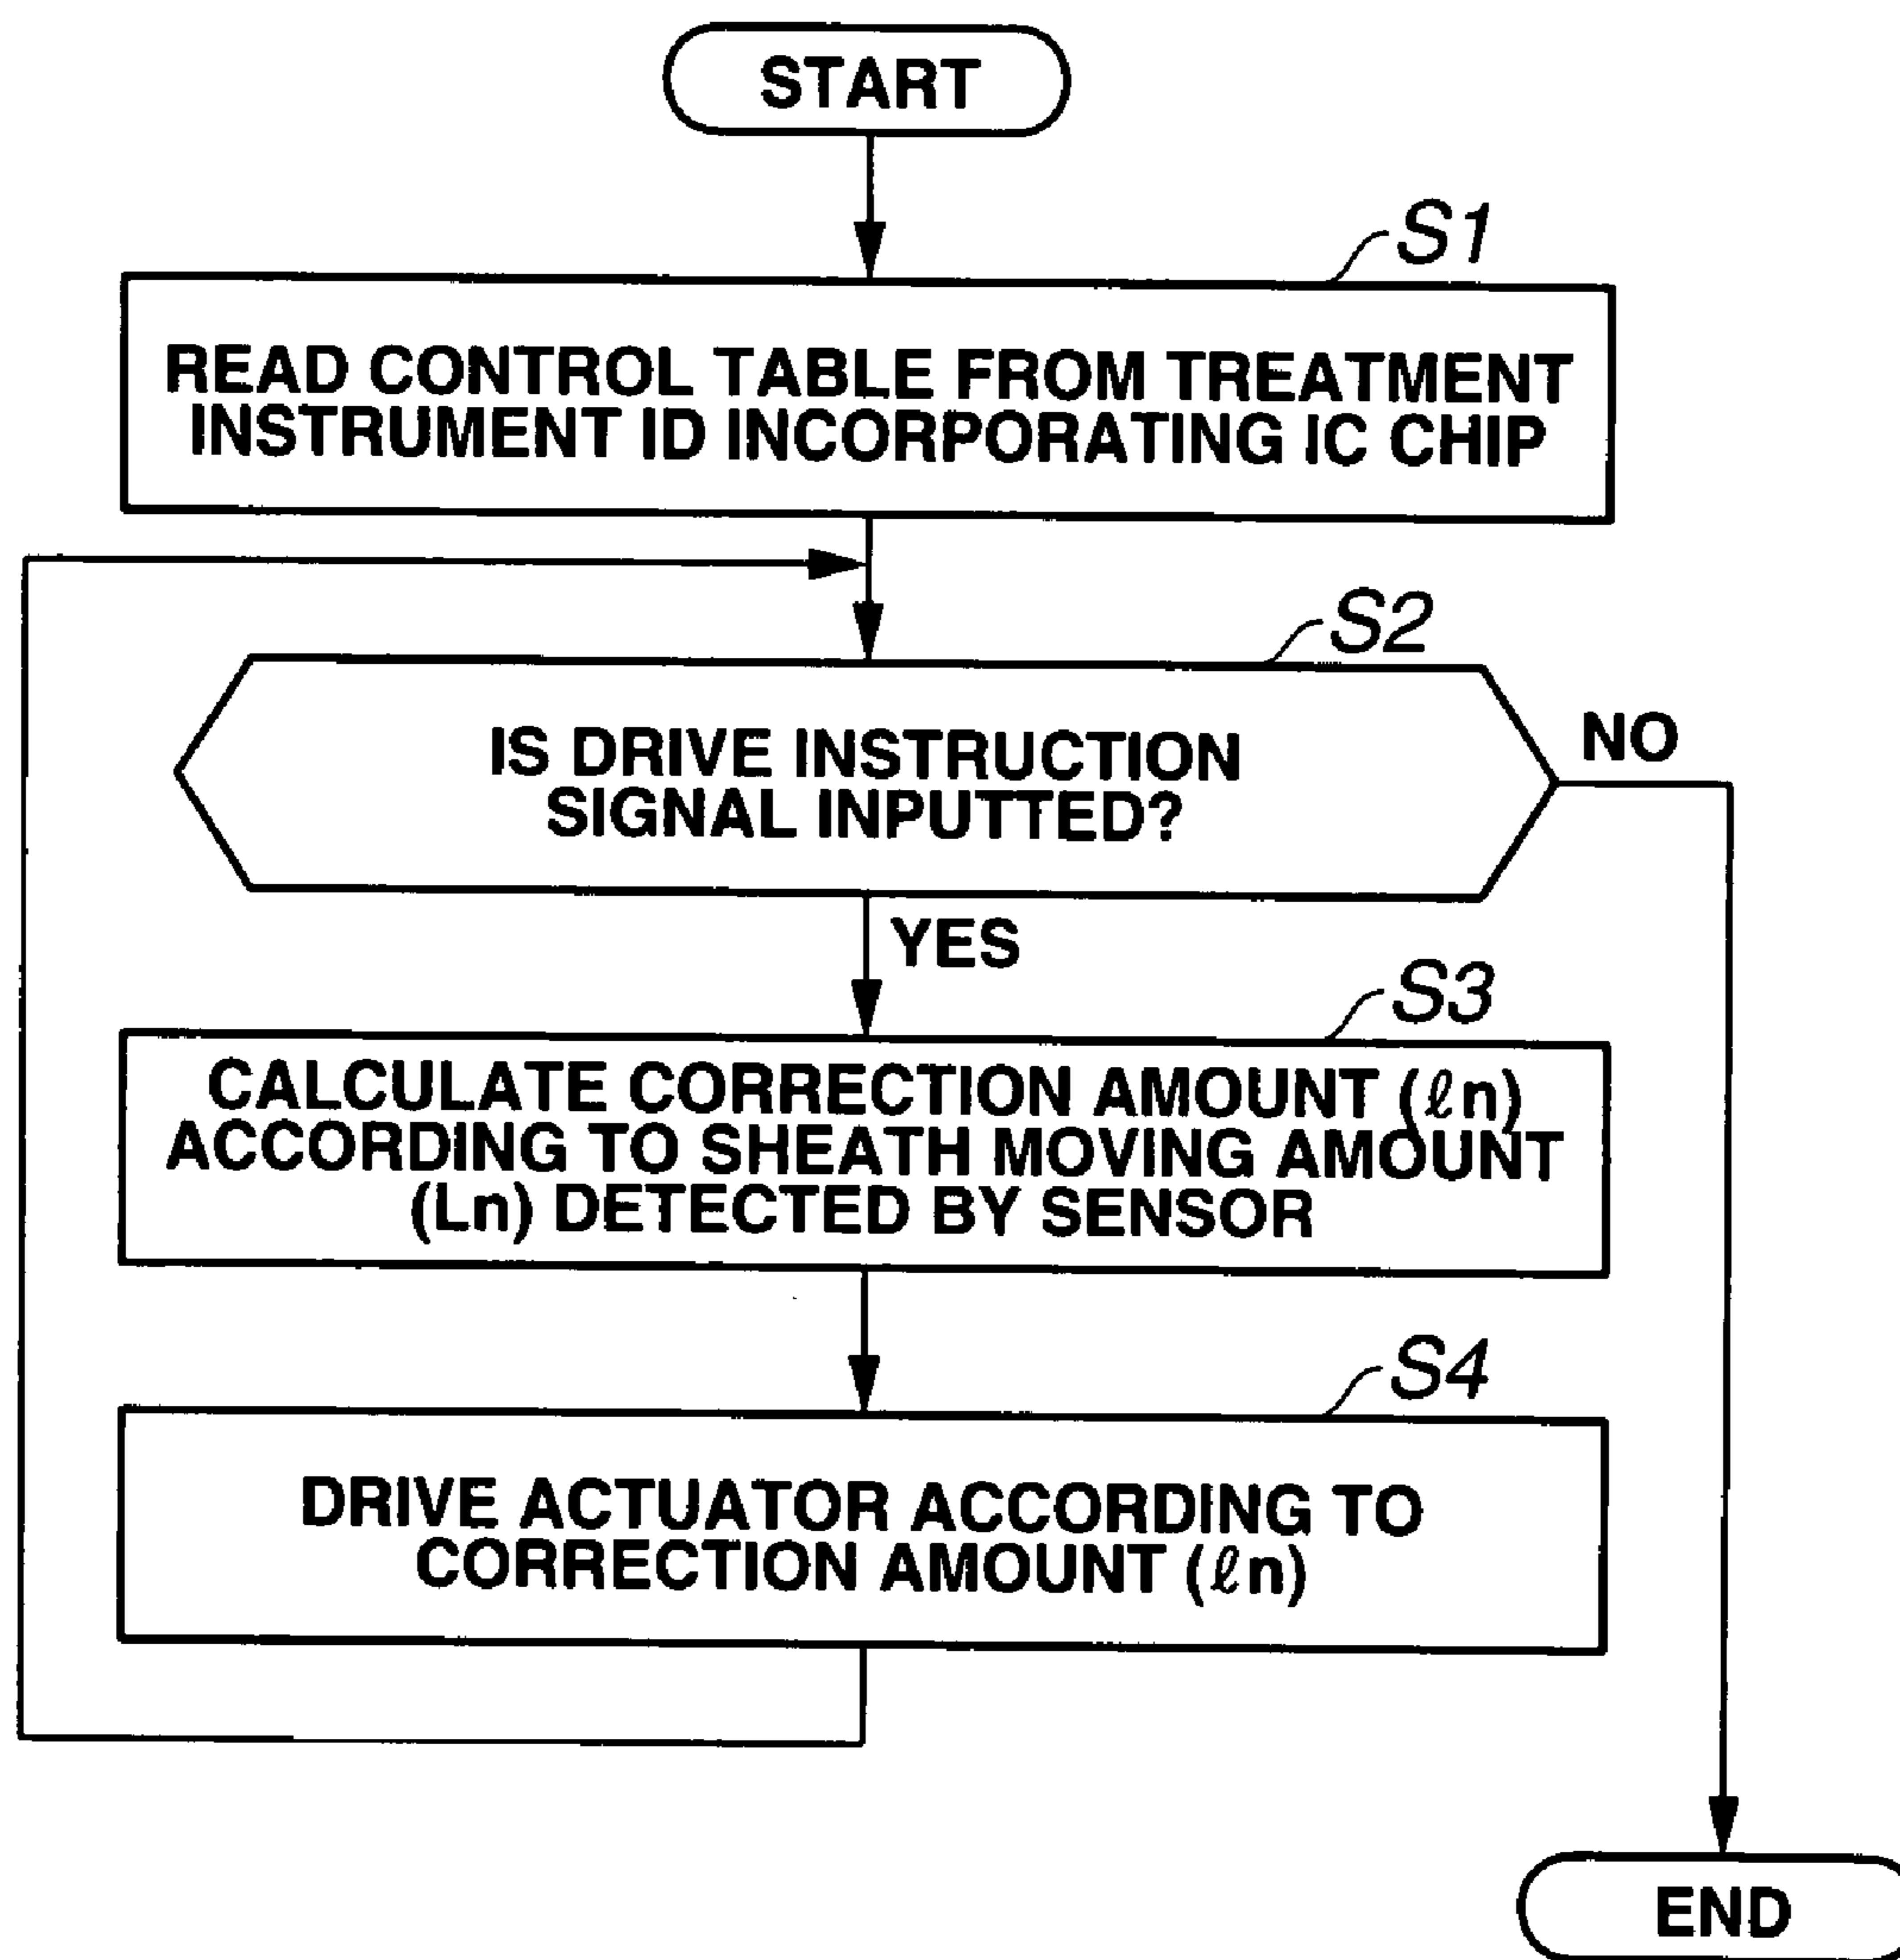 START
S1
READ CONTROL TABLE FROM TREATMENT
INSTRUMENT ID INCORPORATING IC CHIP
S2
IS DRIVE INSTRUCTION
SIGNAL INPUTTED?
NO
YES
S3
CALCULATE CORRECTION AMOUNT (ℓn)
ACCORDING TO SHEATH MOVING AMOUNT
(Ln) DETECTED BY SENSOR
S4
DRIVE ACTUATOR ACCORDING TO
CORRECTION AMOUNT (ℓn)
END